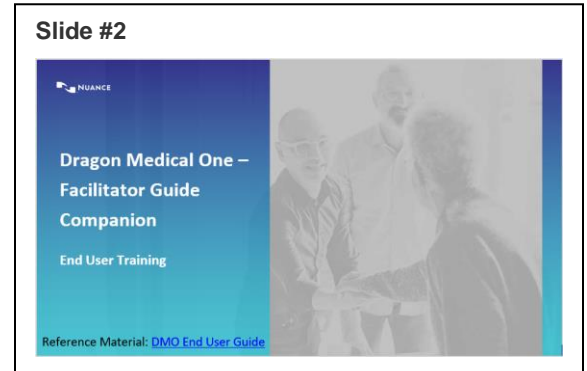 Slide #2
NUANCE
Dragon Medical One –
Facilitator Guide
Companion
End User Training
Reference Material: DMO End User Guide